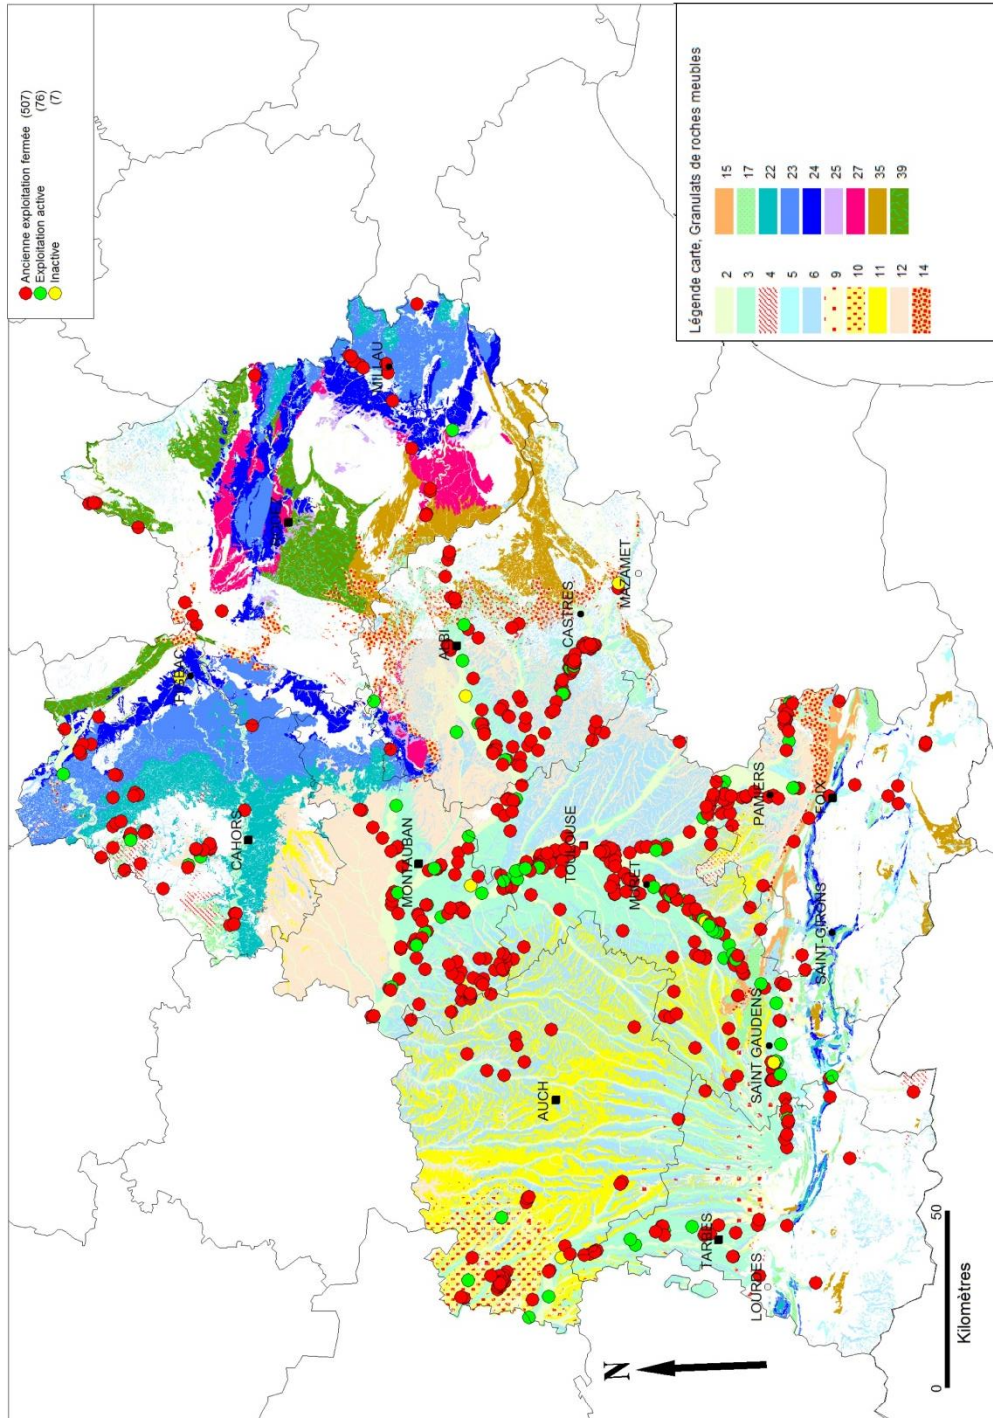 Ancienne exploitation fermée (507)
Exploitation active (76)
Inactive (7)
MILLAU
CAHORS
ALBI
CASTRES
MAZAMET
MONTAUBAN
TOULOUSE
MURET
AUCH
PAMIERS
FOIX
SAINT-GIRONS
SAINT GAUDENS
TARBES
LOURDES
N
0 50
Kilomètres
Légende carte, Granulats de roches meubles
2
3
4
5
6
9
10
11
12
14
15
17
22
23
24
25
27
35
39